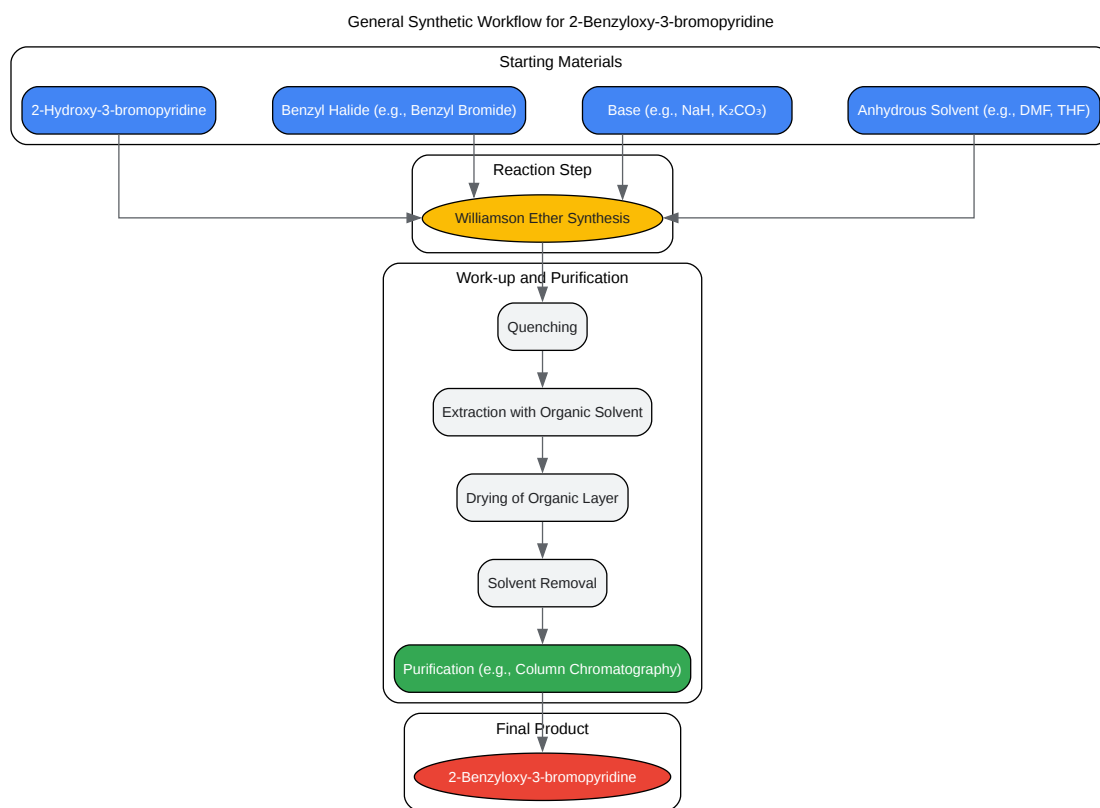 General Synthetic Workflow for 2-Benzyloxy-3-bromopyridine
Starting Materials
2-Hydroxy-3-bromopyridine
Benzyl Halide (e.g., Benzyl Bromide)
Base (e.g., NaH, K₂CO₃)
Anhydrous Solvent (e.g., DMF, THF)
Reaction Step
Williamson Ether Synthesis
Work-up and Purification
Quenching
Extraction with Organic Solvent
Drying of Organic Layer
Solvent Removal
Purification (e.g., Column Chromatography)
Final Product
2-Benzyloxy-3-bromopyridine